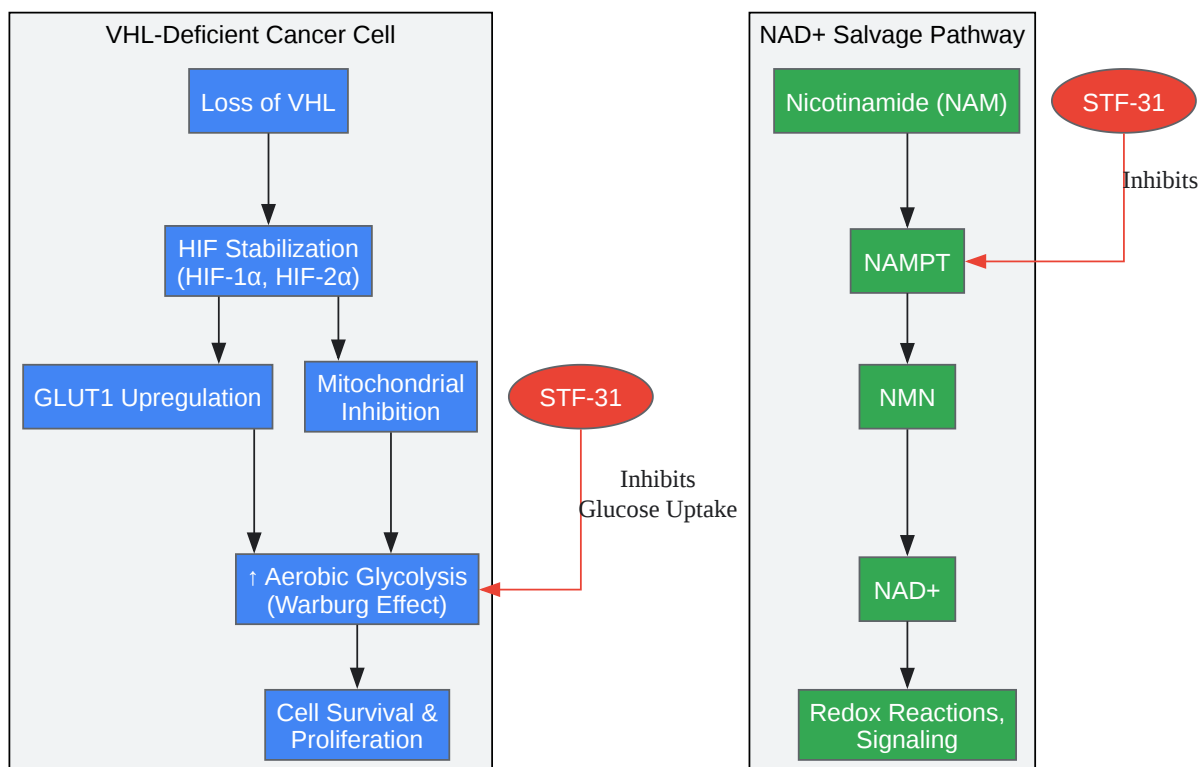 VHL-Deficient Cancer Cell
Loss of VHL
HIF Stabilization
(HIF-1α, HIF-2α)
GLUT1 Upregulation
Mitochondrial
Inhibition
STF-31
Inhibits
Glucose Uptake
↑ Aerobic Glycolysis
(Warburg Effect)
Cell Survival &
Proliferation
NAD+ Salvage Pathway
Nicotinamide (NAM)
STF-31
Inhibits
NAMPT
NMN
NAD+
Redox Reactions,
Signaling